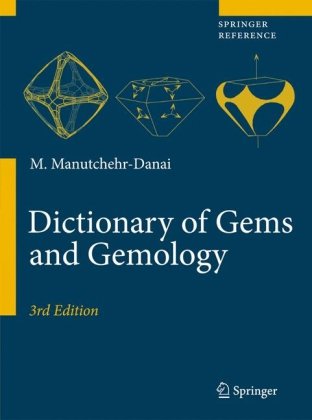 SPRINGER
REFERENCE
M. Manutchehr-Danai
Dictionary of Gems
and Gemology
3rd Edition
Springer